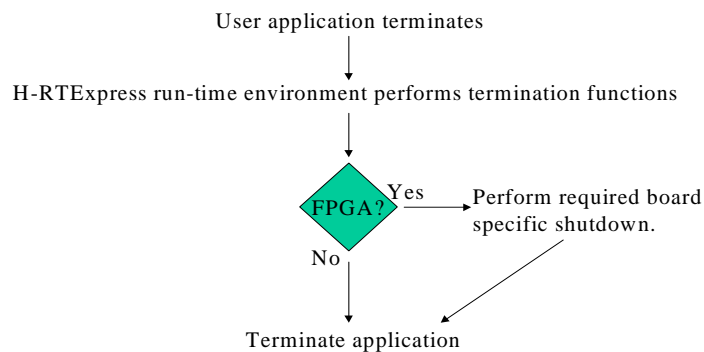 User application terminates
H-RTExpress run-time environment performs termination functions
FPGA?
Yes
Perform required board
specific shutdown.
No
Terminate application